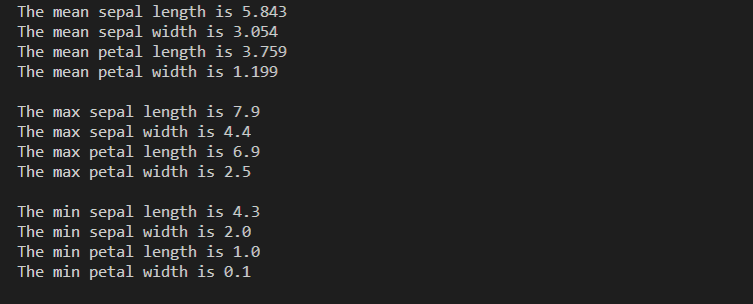 The mean sepal length is 5.843
The mean sepal width is 3.054
The mean petal length is 3.759
The mean petal width is 1.199
The max sepal length is 7.9
The max sepal width is 4.4
The max petal length is 6.9
The max petal width is 2.5
The min sepal length is 4.3
The min sepal width is 2.0
The min petal length is 1.0
The min petal width is 0.1